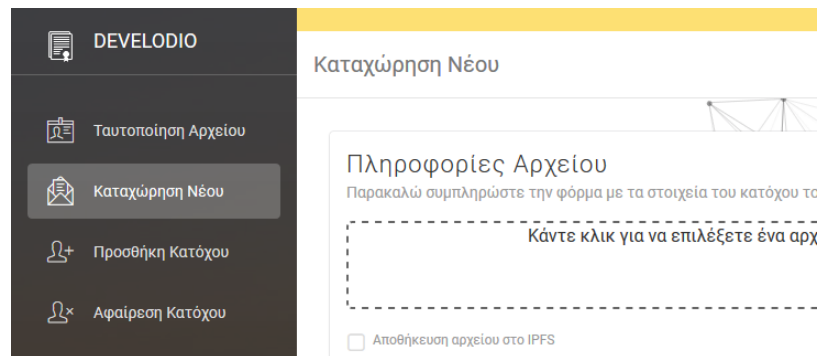 DEVELODIO
Ταυτοποίηση Αρχείου
Καταχώρηση Νέου
Προσθήκη Κατόχου
Αφαίρεση Κατόχου
Καταχώρηση Νέου
Πληροφορίες Αρχείου
Παρακαλώ συμπληρώστε την φόρμα με τα στοιχεία του κατόχου
Κάντε κλικ για να επιλέξετε ένα
Αποθήκευση αρχείου στο IPFS